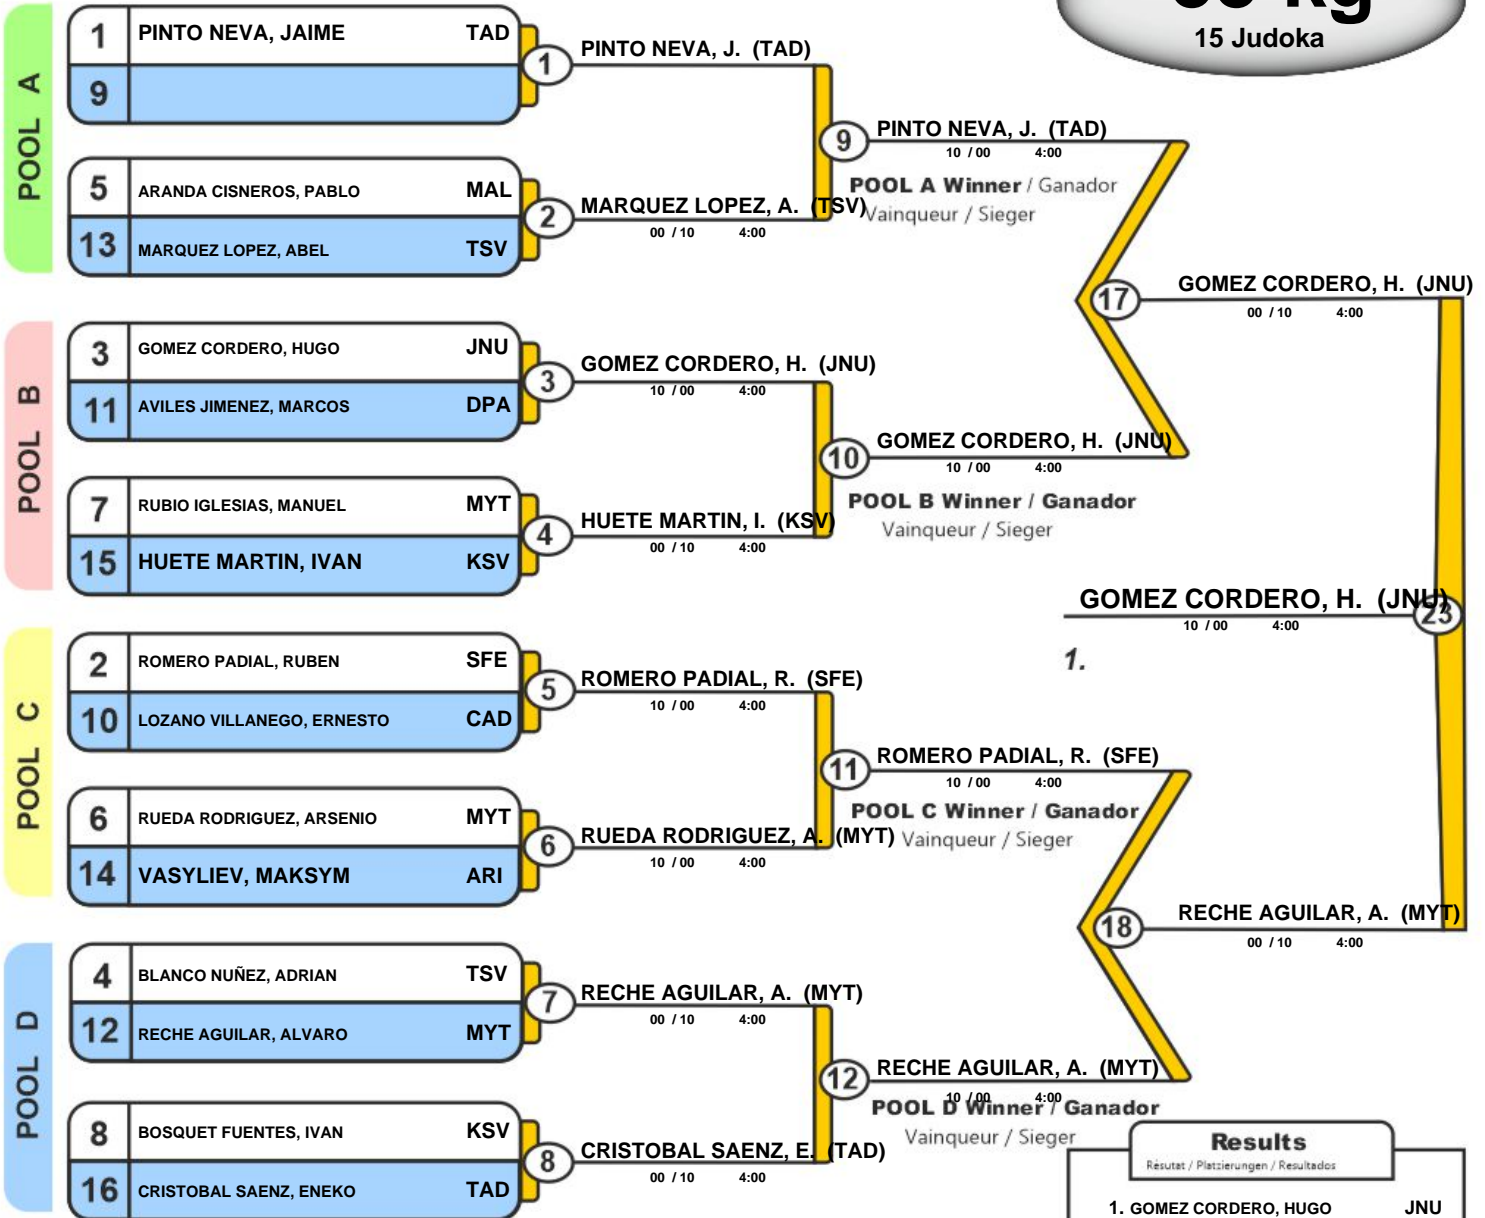 15 Judoka
POOL A
1 PINTO NEVA, JAIME TAD
9
1
PINTO NEVA, J. (TAD)
5 ARANDA CISNEROS, PABLO MAL
13 MARQUEZ LOPEZ, ABEL TSV
2
MARQUEZ LOPEZ, A. (TSV)
00 / 10 4:00
9
PINTO NEVA, J. (TAD)
10 / 00 4:00
POOL A Winner / Ganador
Vainqueur / Sieger
POOL B
3 GOMEZ CORDERO, HUGO JNU
11 AVILES JIMENEZ, MARCOS DPA
3
GOMEZ CORDERO, H. (JNU)
10 / 00 4:00
7 RUBIO IGLESIAS, MANUEL MYT
15 HUETE MARTIN, IVAN KSV
4
HUETE MARTIN, I. (KSV)
00 / 10 4:00
10
GOMEZ CORDERO, H. (JNU)
10 / 00 4:00
POOL B Winner / Ganador
Vainqueur / Sieger
17
GOMEZ CORDERO, H. (JNU)
00 / 10 4:00
POOL C
2 ROMERO PADIAL, RUBEN SFE
10 LOZANO VILLANEGO, ERNESTO CAD
5
ROMERO PADIAL, R. (SFE)
10 / 00 4:00
6 RUEDA RODRIGUEZ, ARSENIO MYT
14 VASYLIEV, MAKSYM ARI
6
RUEDA RODRIGUEZ, A. (MYT)
10 / 00 4:00
11
ROMERO PADIAL, R. (SFE)
10 / 00 4:00
POOL C Winner / Ganador
Vainqueur / Sieger
POOL D
4 BLANCO NUÑEZ, ADRIAN TSV
12 RECHE AGUILAR, ALVARO MYT
7
RECHE AGUILAR, A. (MYT)
00 / 10 4:00
8 BOSQUET FUENTES, IVAN KSV
16 CRISTOBAL SAENZ, ENEKO TAD
8
CRISTOBAL SAENZ, E. (TAD)
00 / 10 4:00
12
RECHE AGUILAR, A. (MYT)
10 / 00 4:00
POOL D Winner / Ganador
Vainqueur / Sieger
18
RECHE AGUILAR, A. (MYT)
00 / 10 4:00
GOMEZ CORDERO, H. (JNU)
23
10 / 00 4:00
1.
Results
Résutat / Platzierungen / Resultados
1. GOMEZ CORDERO, HUGO JNU